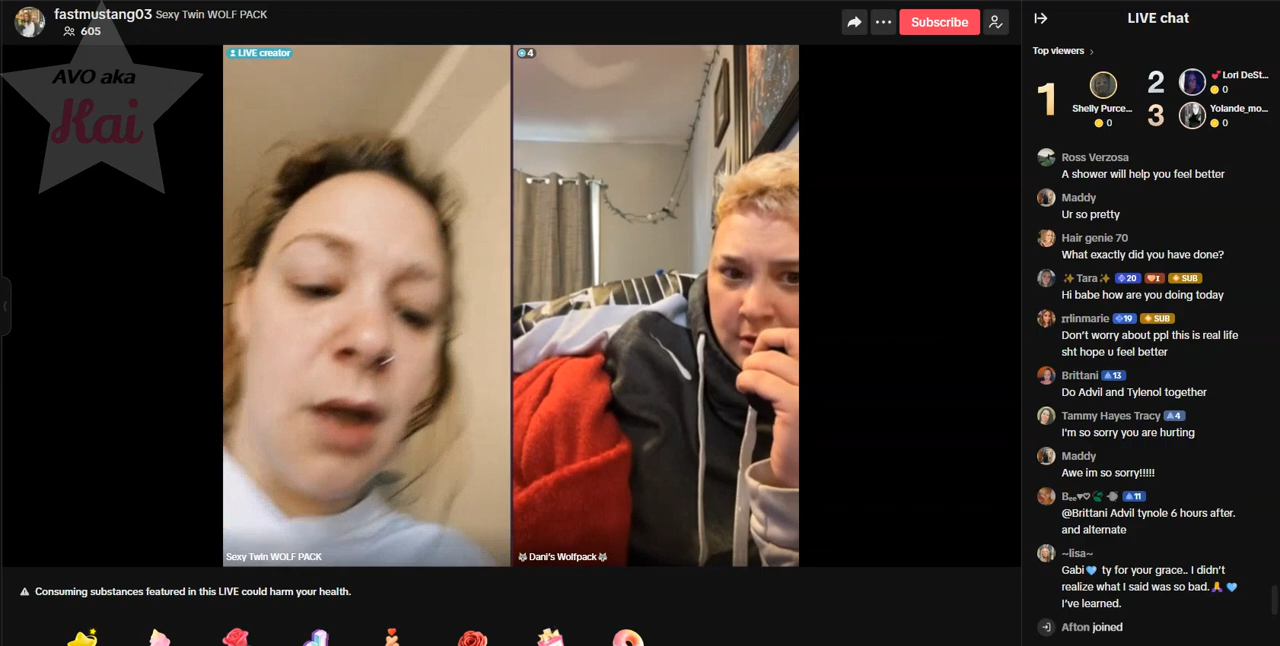 fastmustang03 Sexy Twin WOLF PACK
605
AVO aka
Kai
Subscribe
LIVE creator
4
Sexy Twin WOLF PACK
Dani's Wolfpack
Consuming substances featured in this LIVE could harm your health.
LIVE chat
Top viewers
1
Shelly Purce...
0
2
Lori DeSt...
0
3
Yolande_mo...
0
Ross Verzosa
A shower will help you feel better
Maddy
Ur so pretty
Hair genie 70
What exactly did you have done?
Tara 20 I SUB
Hi babe how are you doing today
rrlinmarie 19 SUB
Don't worry about ppl this is real life
sht hope u feel better
Brittani 13
Do Advil and Tylenol together
Tammy Hayes Tracy 4
I'm so sorry you are hurting
Maddy
Awe im so sorry!!!!!
Bₑₑ 11
@Brittani Advil tynole 6 hours after.
and alternate
~lisa~
Gabi💙 ty for your grace.. I didn't
realize what I said was so bad.🙏💙
I've learned.
Afton joined